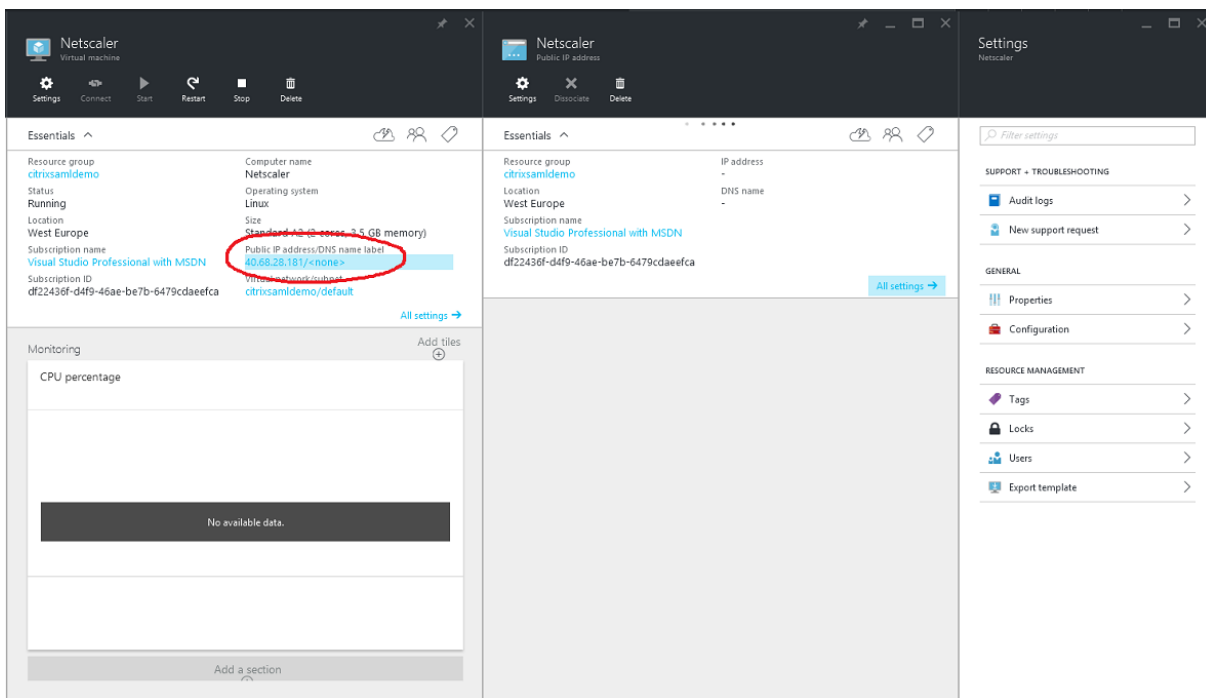 Netscaler
Virtual machine
Settings
Connect
Start
Restart
Stop
Delete
Essentials
Resource group
citrixsamldemo
Status
Running
Location
West Europe
Subscription name
Visual Studio Professional with MSDN
Subscription ID
df22436f-d4f9-46ae-be7b-6479cdaeefca
Computer name
Netscaler
Operating system
Linux
Size
Standard A2 (2 cores, 3.5 GB memory)
Public IP address/DNS name label
40.68.28.181/<none>
Virtual network/subnet
citrixsamldemo/default
All settings →
Monitoring
Add tiles
CPU percentage
No available data.
Add a section
Netscaler
Public IP address
Settings
Dissociate
Delete
Essentials
Resource group
citrixsamldemo
Location
West Europe
Subscription name
Visual Studio Professional with MSDN
Subscription ID
df22436f-d4f9-46ae-be7b-6479cdaeefca
IP address
-
DNS name
-
All settings →
Settings
Netscaler
Filter settings
SUPPORT + TROUBLESHOOTING
Audit logs
New support request
GENERAL
Properties
Configuration
RESOURCE MANAGEMENT
Tags
Locks
Users
Export template